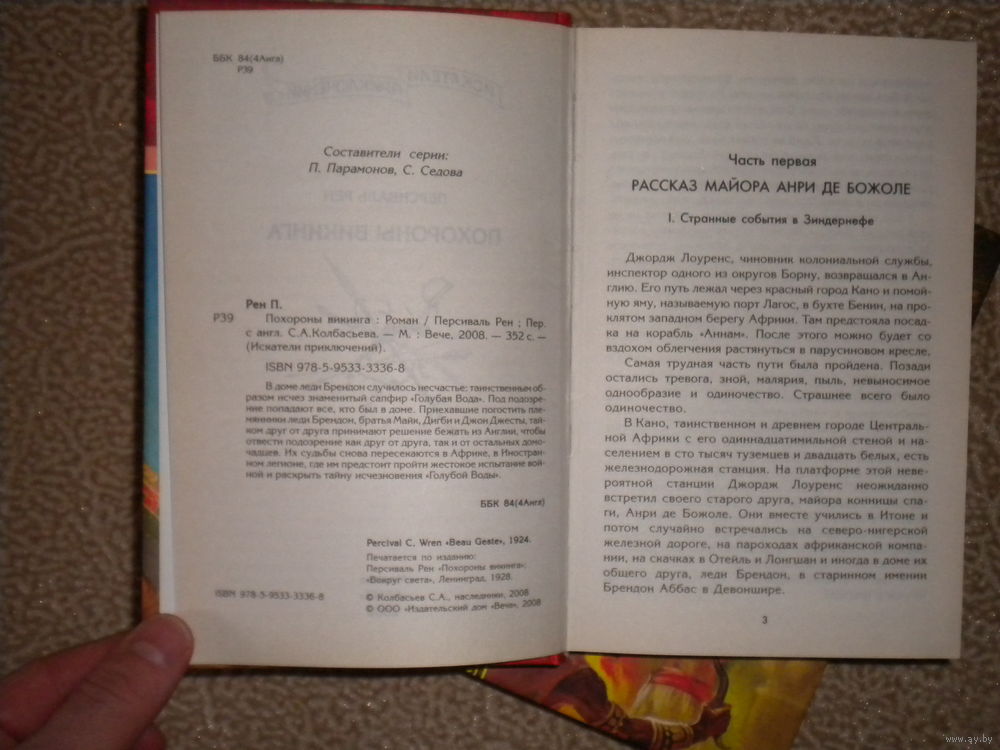 ББК 84(4Англ)
Р39
Составители серии:
П. Парамонов, С. Седова
ПЕРСИВАЛЬ РЕН
ПОХОРОНЫ ВИКИНГА
Рен П.
Р39 Похороны викинга : Роман / Персиваль Рен ; Пер.
с англ. С.А.Колбасьева. — М. : Вече, 2008. — 352 с. —
(Искатели приключений).
ISBN 978-5-9533-3336-8
В доме леди Брендон случилось несчастье: таинственным об-
разом исчез знаменитый сапфир «Голубая Вода». Под подозре-
ние попадают все, кто был в доме. Приехавшие погостить пле-
мянники леди Брендон, братья Майк, Дигби и Джон Джесты, тай-
ком друг от друга принимают решение бежать из Англии, чтобы
отвести подозрение как друг от друга, так и от остальных домо-
чадцев. Их судьбы снова пересекаются в Африке, в Иностран-
ном легионе, где им предстоит пройти жестокое испытание вой-
ной и раскрыть тайну исчезновения «Голубой Воды».
ББК 84(4Англ)
Percival C. Wren «Beau Geste», 1924.
Печатается по изданию:
Персиваль Рен «Похороны викинга»;
«Вокруг света», Ленинград, 1928.
ISBN 978-5-9533-3336-8
© Колбасьев С.А., наследники, 2008
© ООО «Издательский дом «Вече», 2008
Часть первая
РАССКАЗ МАЙОРА АНРИ ДЕ БОЖОЛЕ
I. Странные события в Зиндернефе
Джордж Лоуренс, чиновник колониальной службы,
инспектор одного из округов Борну, возвращался в Ан-
глию. Его путь лежал через красный город Кано и помой-
ную яму, называемую порт Лагос, в бухте Бенин, на про-
клятом западном берегу Африки. Там предстояла посад-
ка на корабль «Аннам». После этого можно будет со
вздохом облегчения растянуться в парусиновом кресле.
Самая трудная часть пути была пройдена. Позади
остались тревога, зной, малярия, пыль, невыносимое
однообразие и одиночество. Страшнее всего было
одиночество.
В Кано, таинственном и древнем городе Централь-
ной Африки с его одиннадцатимильной стеной и на-
селением в сто тысяч туземцев и двадцать белых, есть
железнодорожная станция. На платформе этой неве-
роятной станции Джордж Лоуренс неожиданно
встретил своего старого друга, майора конницы спа-
ги, Анри де Божоле. Они вместе учились в Итоне и
потом случайно встречались на северо-нигерской
железной дороге, на пароходах африканской компа-
нии, на скачках в Отейль и Лонгшан и иногда в доме их
общего друга, леди Брендон, в старинном имении
Брендон Аббас в Девоншире.
3
www.ay.by